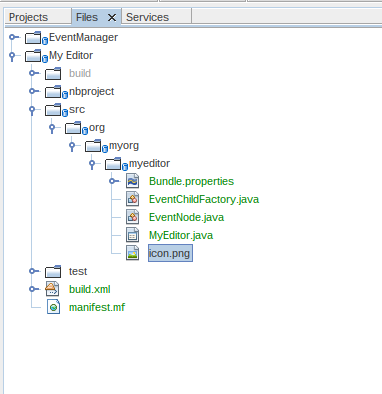 Projects Files Services
EventManager
My Editor
build
nbproject
src
org
myorg
myeditor
Bundle.properties
EventChildFactory.java
EventNode.java
MyEditor.java
icon.png
test
build.xml
manifest.mf